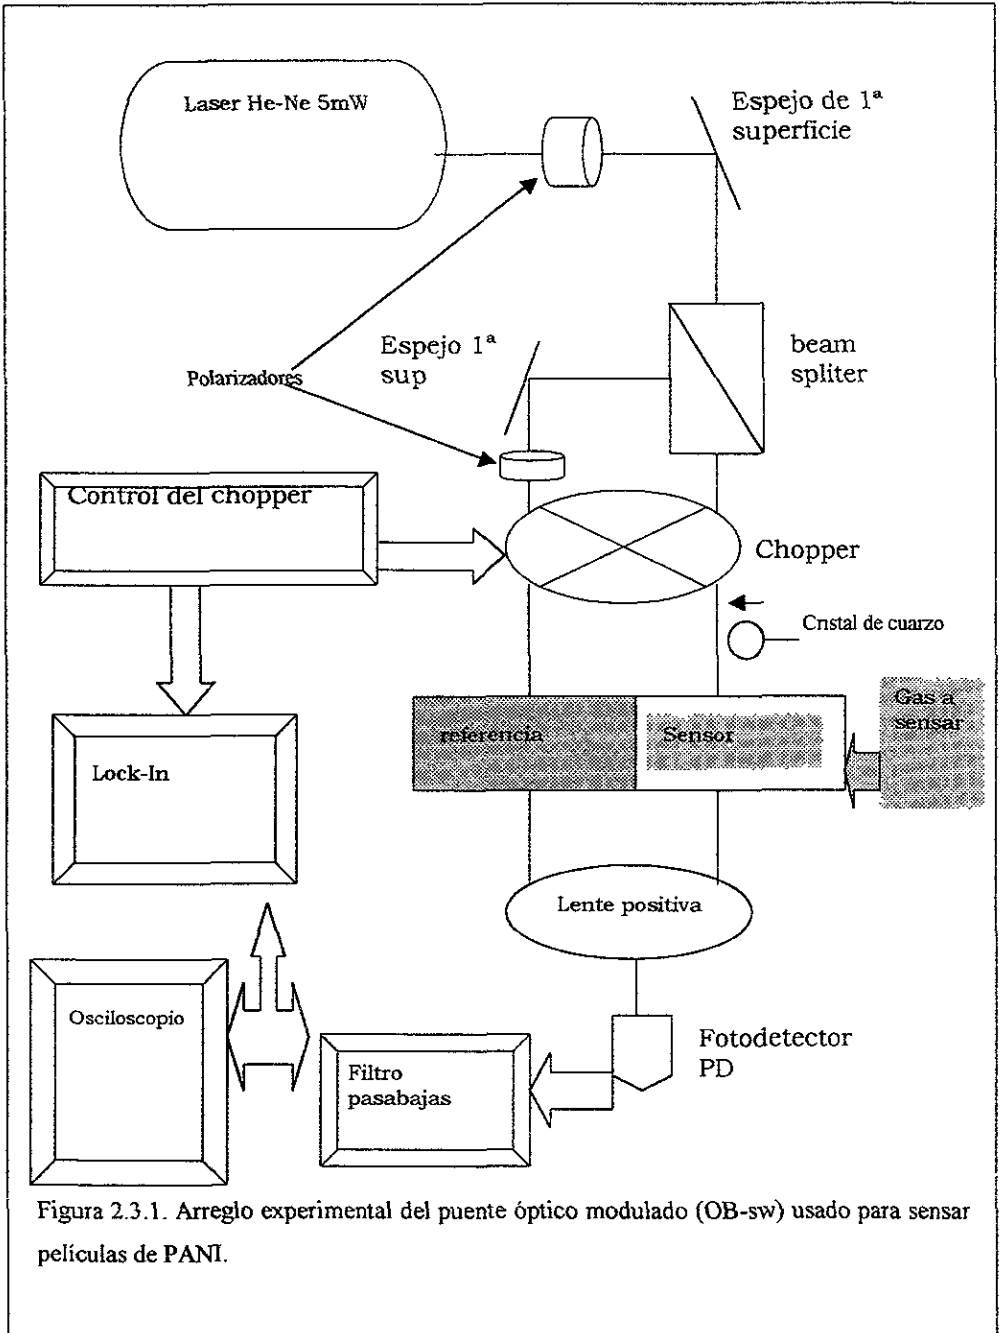 Laser He-Ne 5mW
Espejo de 1ª
superficie
Espejo 1ª
sup
beam
spliter
Polarizadores
Control del chopper
Chopper
Cristal de cuarzo
Gas a
sensar
referencia
Sensor
Lock-In
Lente positiva
Osciloscopio
Fotodetector
PD
Filtro
pasabajas
Figura 2.3.1. Arreglo experimental del puente óptico modulado (OB-sw) usado para sensar
películas de PANI.